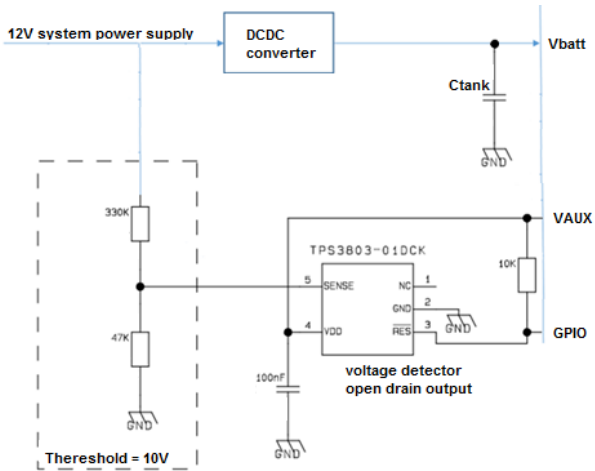 12V system power supply
DCDC
converter
Vbatt
Ctank
GND
330K
VAUX
TPS3803-01DCK
10K
5
SENSE
NC
1
GND
2
GND
47K
4
VDD
RES
3
GPIO
100nF
voltage detector
open drain output
GND
GND
Thereshold = 10V